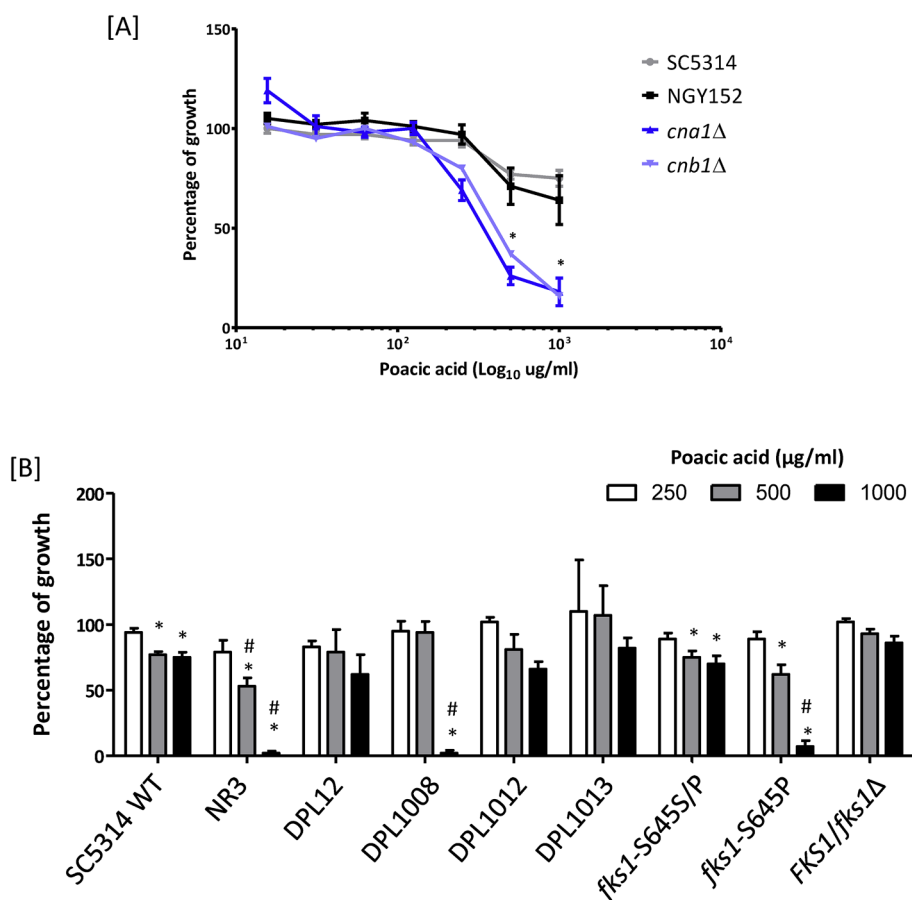 [A]
150
100
50
0
Percentage of growth
10¹
10²
10³
10⁴
Poacic acid (Log₁₀ ug/ml)
SC5314
NGY152
cna1Δ
cnb1Δ
*
*
[B]
Poacic acid (µg/ml)
250
500
1000
200
150
100
50
0
Percentage of growth
* *
#
*
#
*
#
*
* *
*
#
*
SC5314 WT
NR3
DPL12
DPL1008
DPL1012
DPL1013
fks1-S645S/P
fks1-S645P
FKS1/fks1Δ